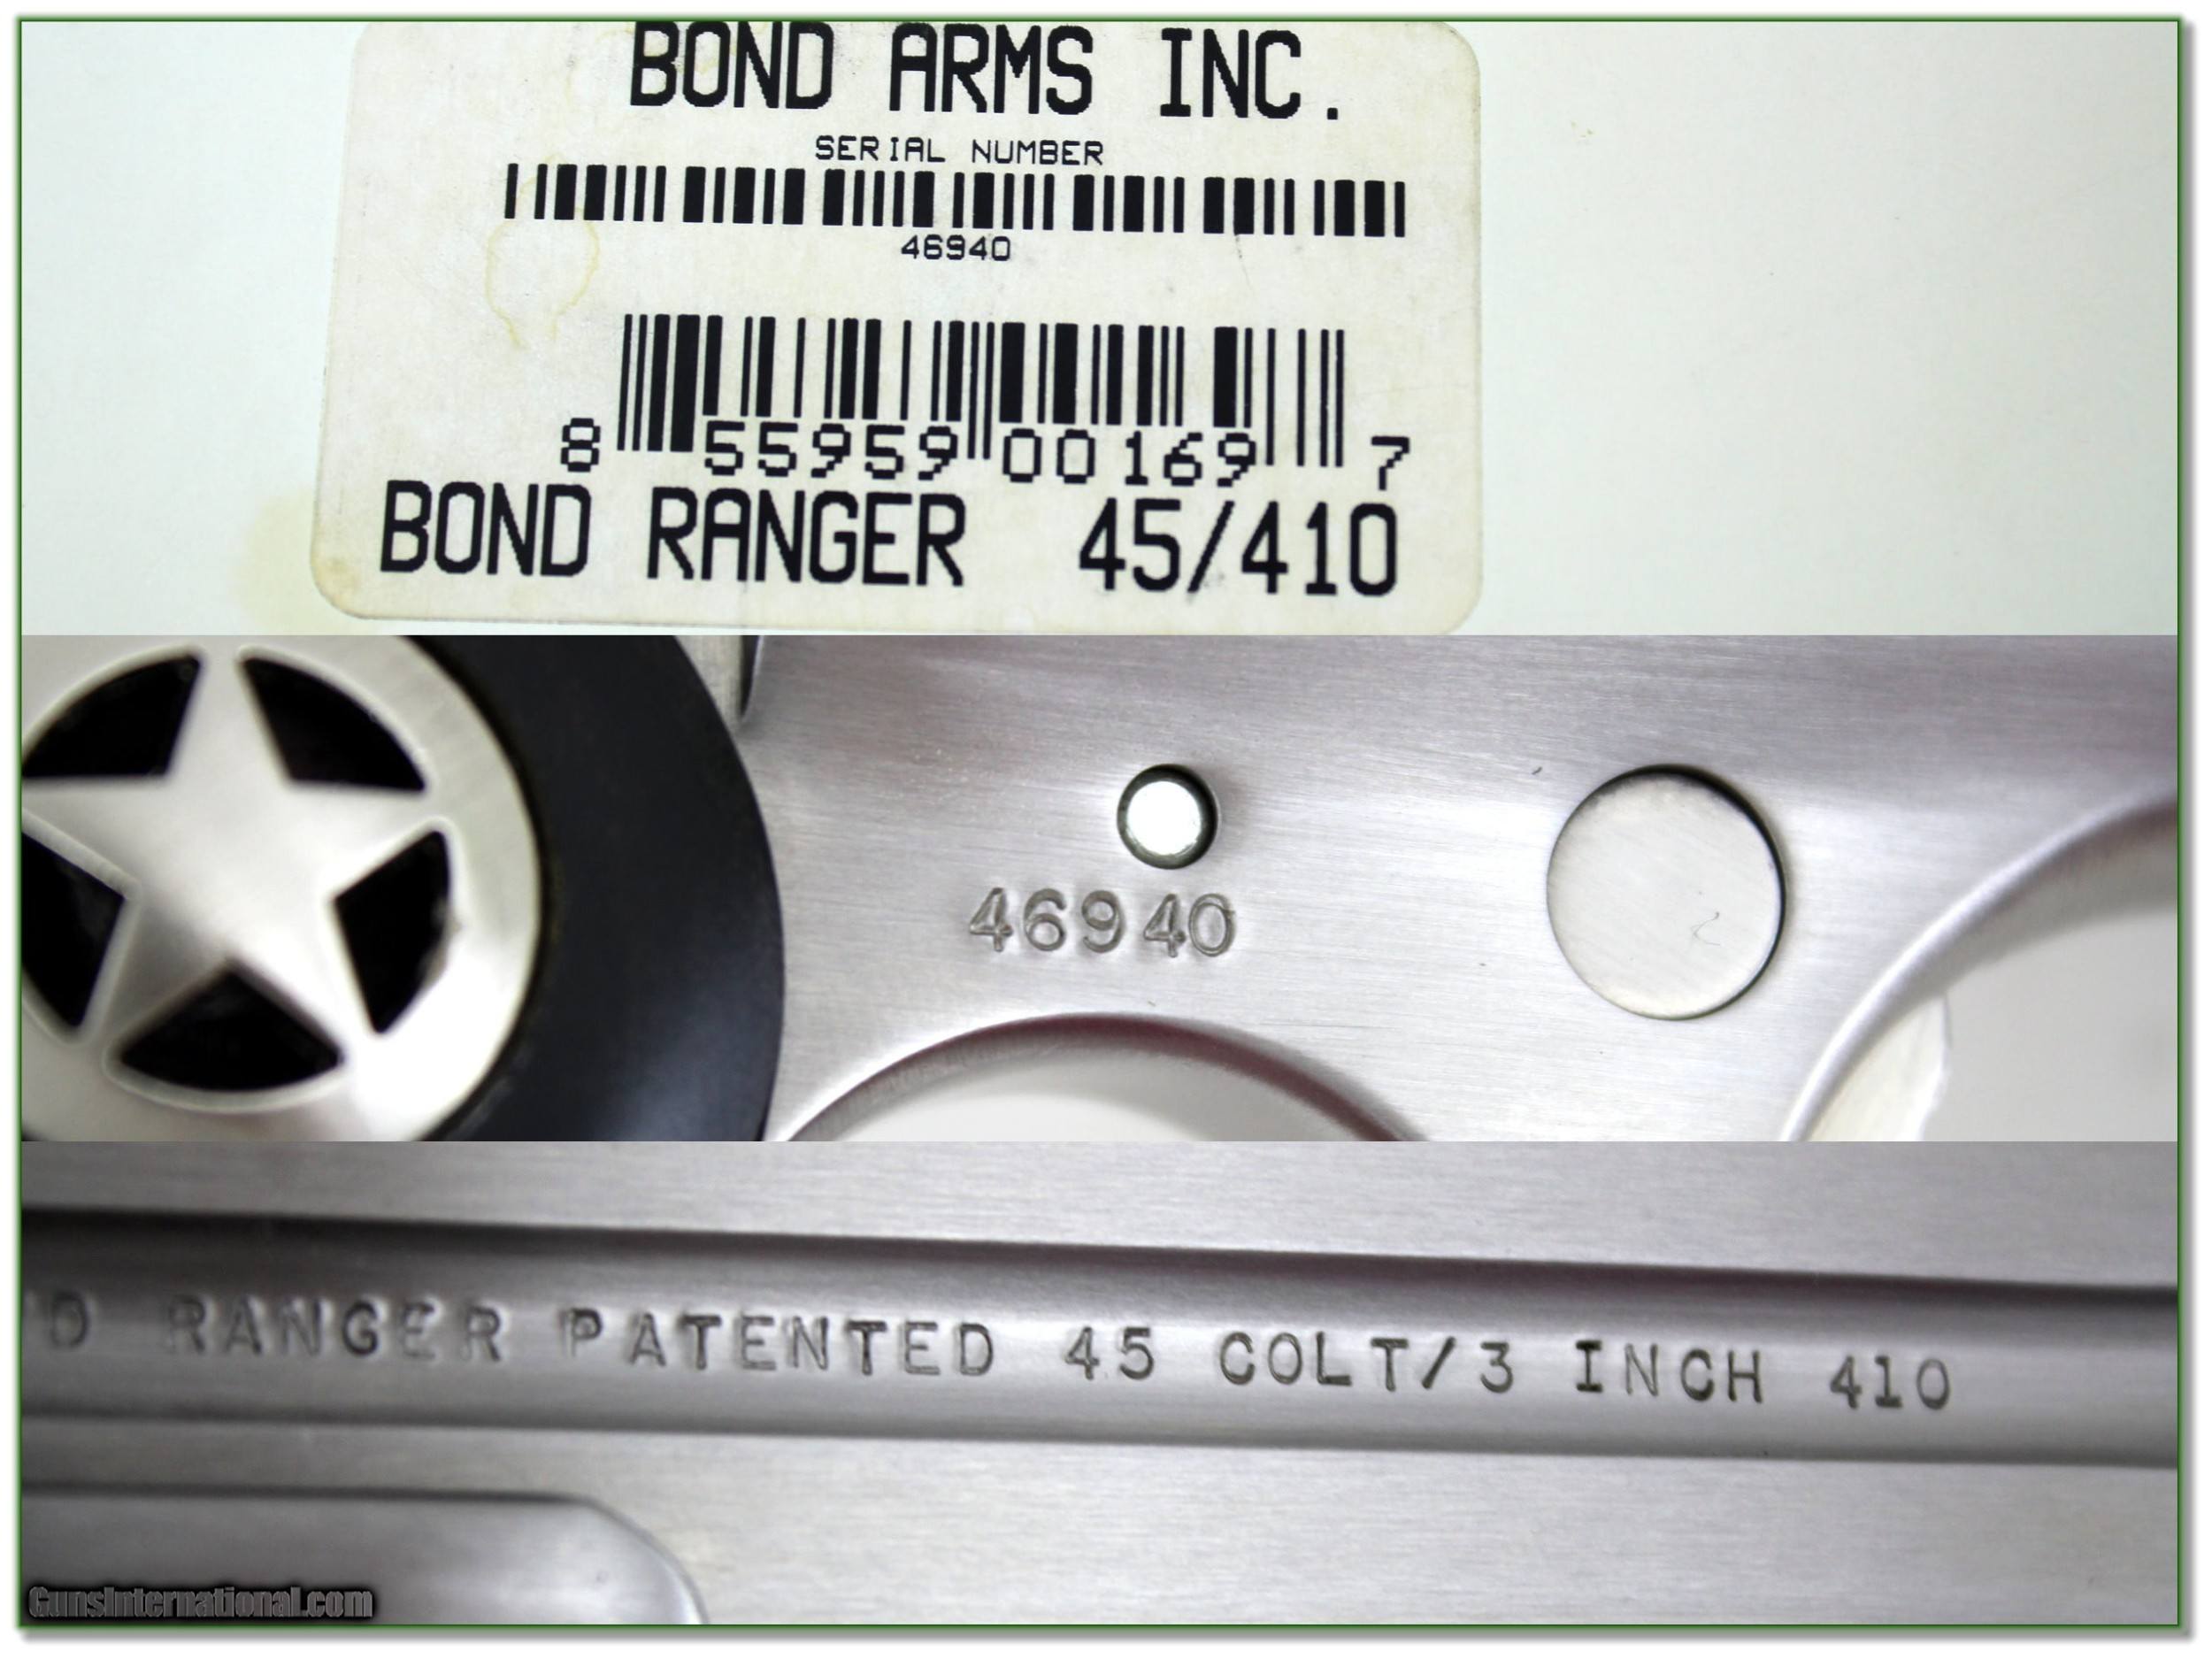 BOND ARMS INC.
SERIAL NUMBER
46940
8 55959 00169 7
BOND RANGER 45/410
46940
D RANGER PATENTED 45 COLT/3 INCH 410
GunsInternational.com